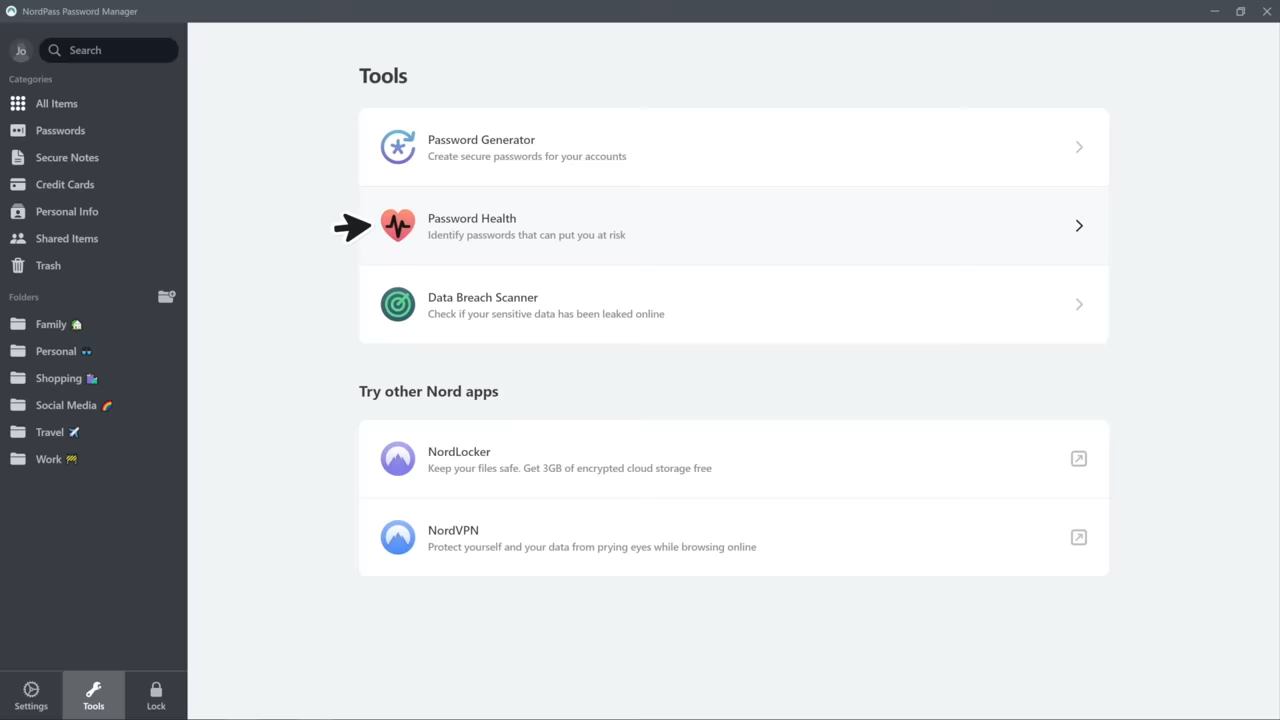 NordPass Password Manager
Jo
Search
Categories
All Items
Passwords
Secure Notes
Credit Cards
Personal Info
Shared Items
Trash
Folders
Family
Personal
Shopping
Social Media
Travel
Work
Settings
Tools
Lock
Tools
Password Generator
Create secure passwords for your accounts
Password Health
Identify passwords that can put you at risk
Data Breach Scanner
Check if your sensitive data has been leaked online
Try other Nord apps
NordLocker
Keep your files safe. Get 3GB of encrypted cloud storage free
NordVPN
Protect yourself and your data from prying eyes while browsing online